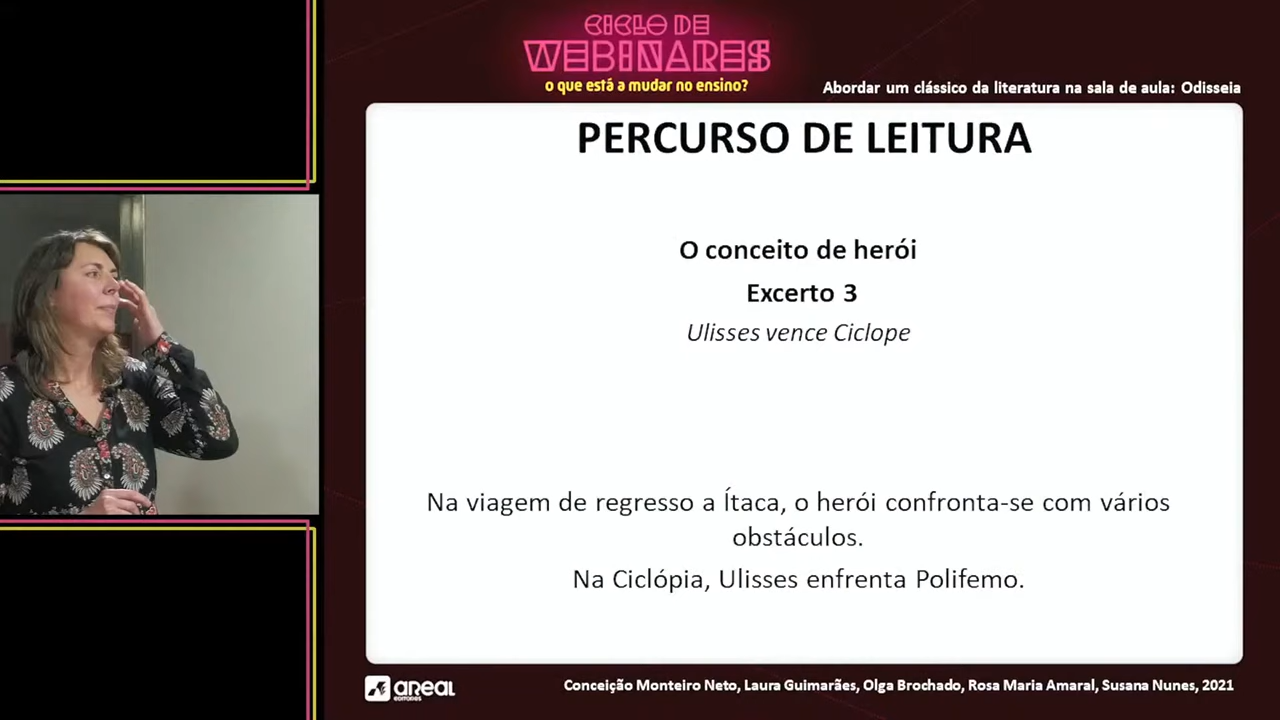 CICLO DE
WEBINARES
o que está a mudar no ensino?
Abordar um clássico da literatura na sala de aula: Odisseia
PERCURSO DE LEITURA
O conceito de herói
Excerto 3
Ulisses vence Ciclope
Na viagem de regresso a Ítaca, o herói confronta-se com vários
obstáculos.
Na Ciclópia, Ulisses enfrenta Polifemo.
areal
EDITORES
Conceição Monteiro Neto, Laura Guimarães, Olga Brochado, Rosa Maria Amaral, Susana Nunes, 2021